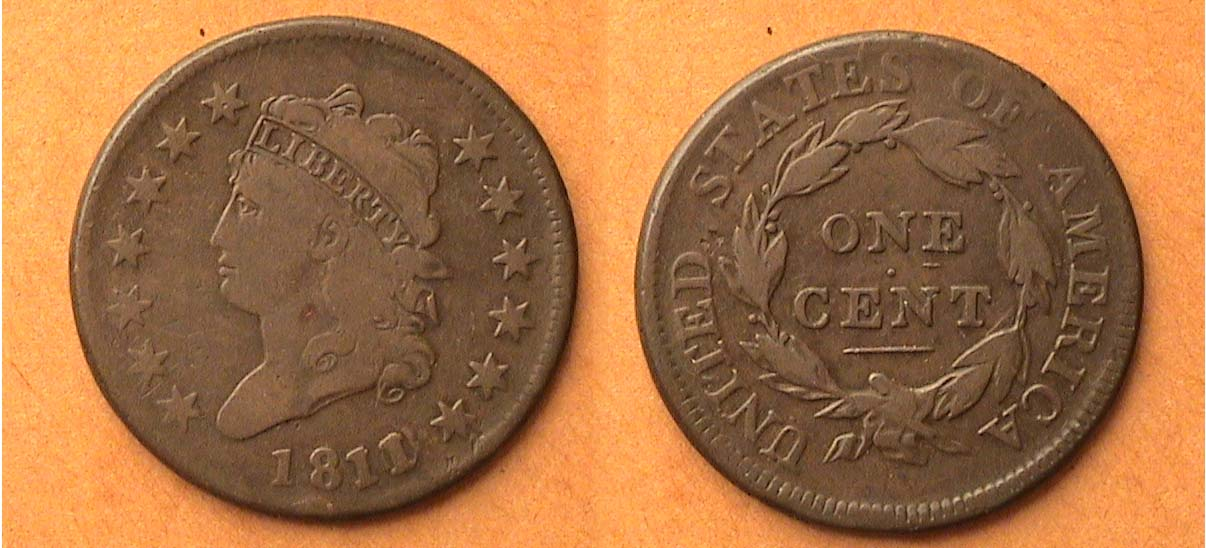 LIBERTY
1811
UNITED STATES OF AMERICA
ONE
CENT